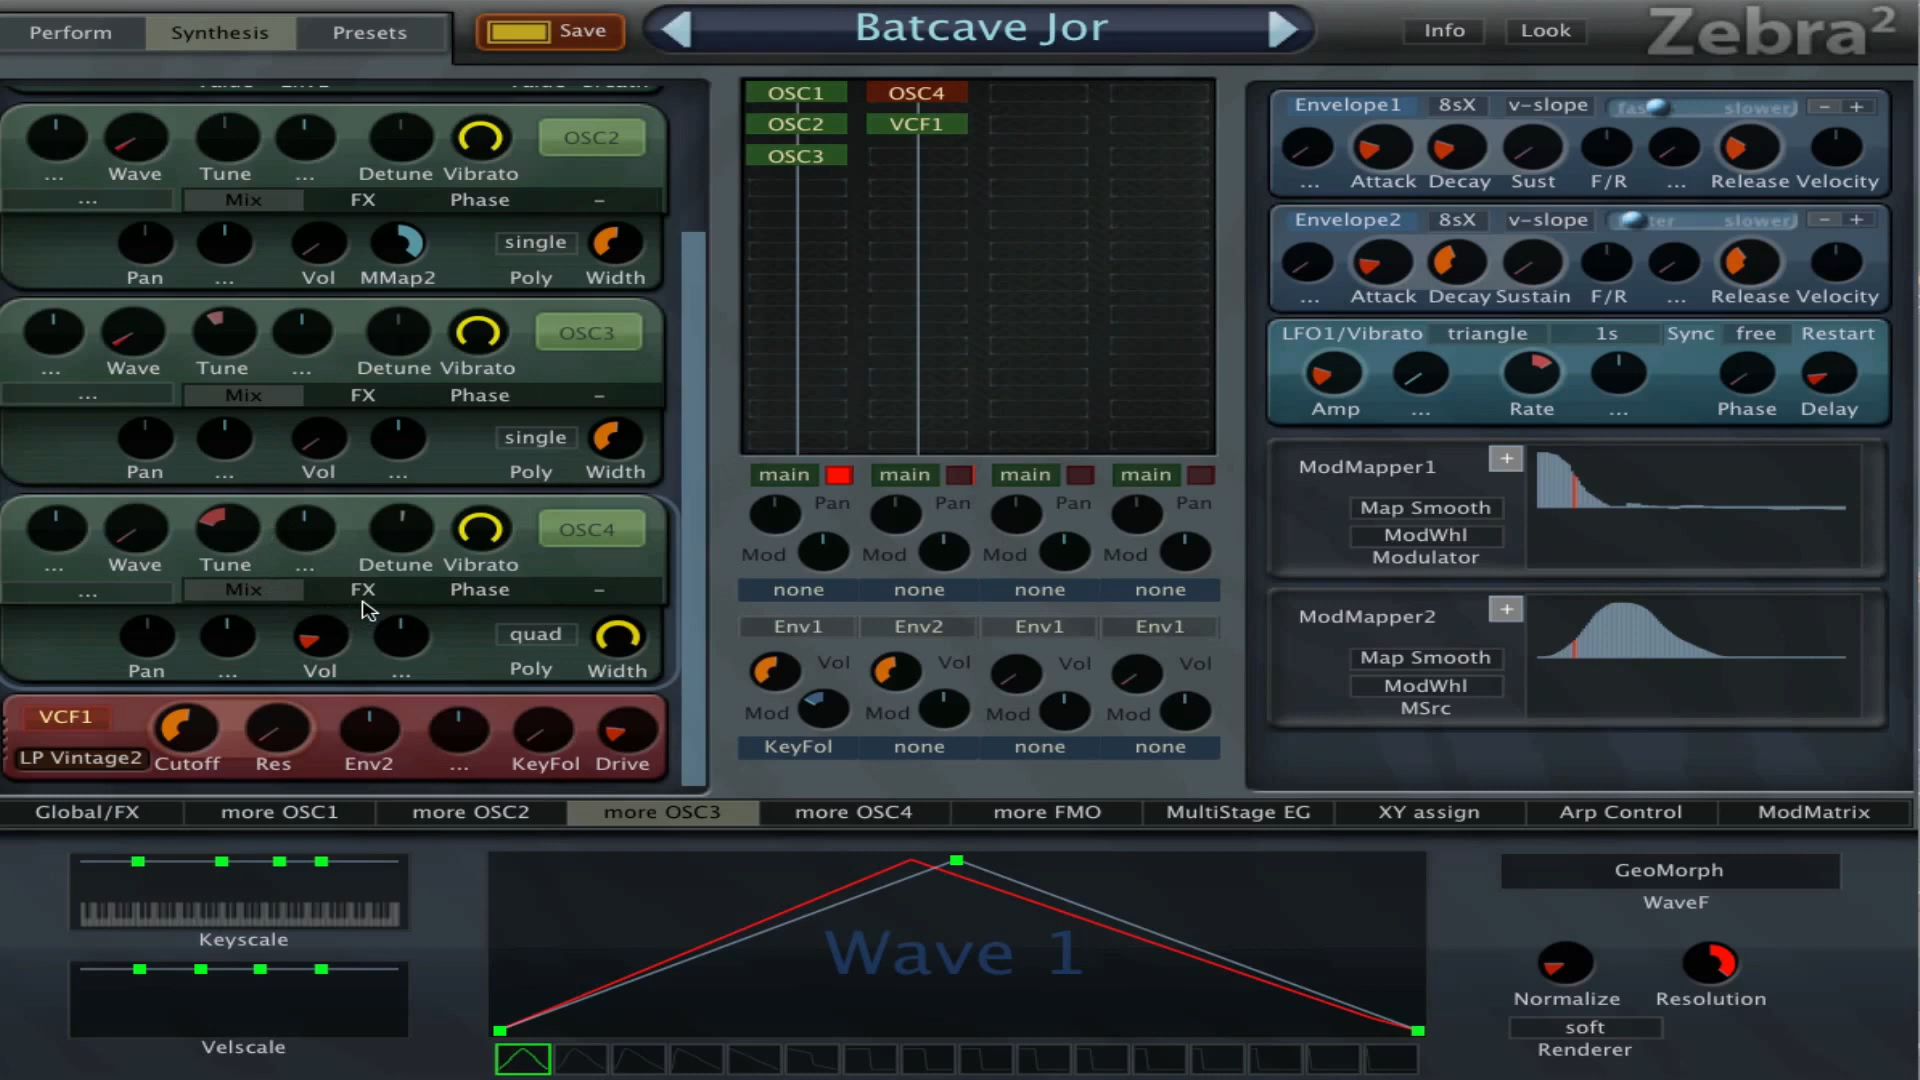 Perform Synthesis Presets Save Batcave Jor Info Look Zebra²
OSC2
... Wave Tune ... Detune Vibrato
... Mix FX Phase –
single
Pan ... Vol MMap2 Poly Width
OSC3
... Wave Tune ... Detune Vibrato
... Mix FX Phase –
single
Pan ... Vol ... Poly Width
OSC4
... Wave Tune ... Detune Vibrato
... Mix FX Phase –
quad
Pan ... Vol ... Poly Width
VCF1
LP Vintage2 Cutoff Res Env2 ... KeyFol Drive
OSC1 OSC4
OSC2 VCF1
OSC3
main main main main
Pan Pan Pan Pan
Mod Mod Mod Mod
none none none none
Env1 Env2 Env1 Env1
Vol Vol Vol Vol
Mod Mod Mod Mod
KeyFol none none none
Envelope1 8sX v-slope slower - +
... Attack Decay Sust F/R ... Release Velocity
Envelope2 8sX v-slope slower - +
... Attack Decay Sustain F/R ... Release Velocity
LFO1/Vibrato triangle 1s Sync free Restart
Amp ... Rate ... Phase Delay
ModMapper1 +
Map Smooth
ModWhl
Modulator
ModMapper2 +
Map Smooth
ModWhl
MSrc
Global/FX more OSC1 more OSC2 more OSC3 more OSC4 more FMO MultiStage EG XY assign Arp Control ModMatrix
Keyscale
Velscale
Wave 1
GeoMorph
WaveF
Normalize Resolution
soft
Renderer